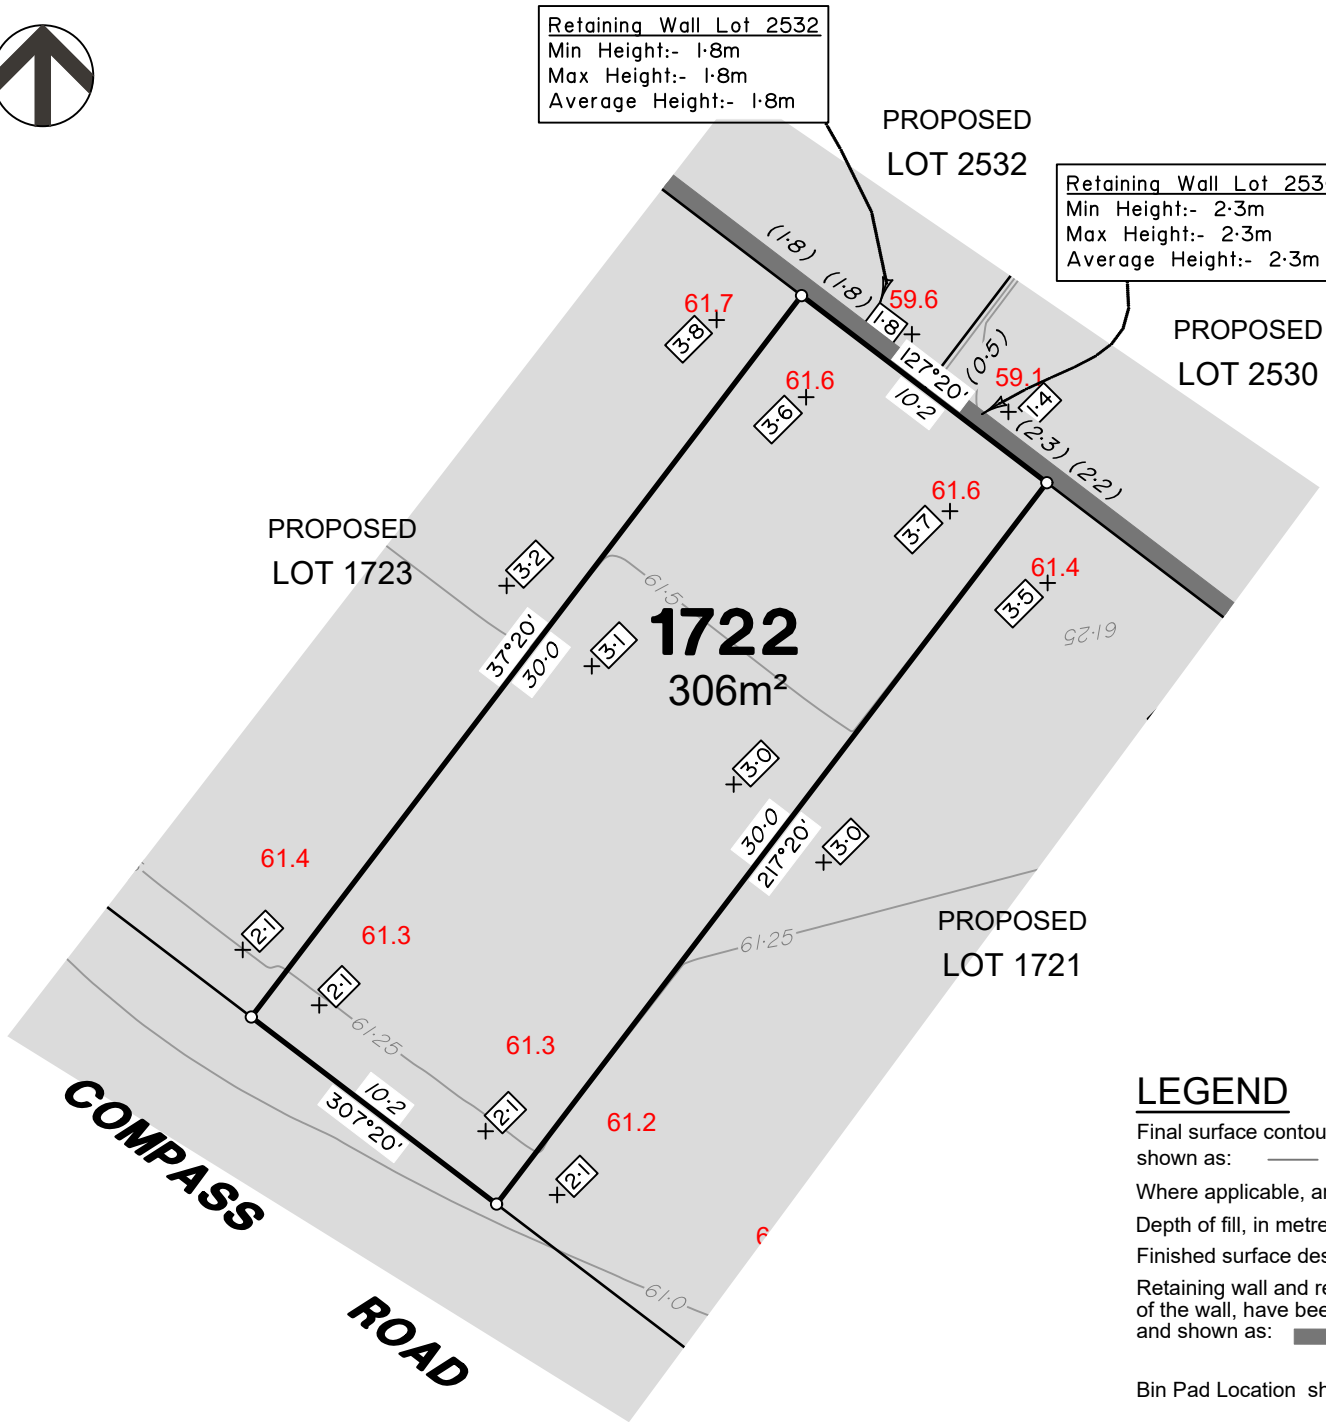 Retaining Wall Lot 2532
Min Height:- 1·8m
Max Height:- 1·8m
Average Height:- 1·8m
PROPOSED
LOT 2532
Retaining Wall Lot 253
Min Height:- 2·3m
Max Height:- 2·3m
Average Height:- 2·3m
PROPOSED
LOT 2530
(1·8)
(1·8)
1·8
59.6
127°20'
10·2
(0·5)
59.1
1·4
(2·3)
(2·2)
61.7
3·8
61.6
3·6
61.6
3·7
61.4
3·5
61·25
PROPOSED
LOT 1723
3·2
61·5
37°20'
30·0
3·1
1722
306m²
3·0
30·0
217°20'
3·0
61.4
2·1
61.3
2·1
61·25
61·25
PROPOSED
LOT 1721
61.3
2·1
10·2
307°20'
61.2
2·1
61·0
COMPASS
ROAD
LEGEND
Final surface contou
shown as:
Where applicable, a
Depth of fill, in metre
Finished surface des
Retaining wall and re
of the wall, have bee
and shown as:
Bin Pad Location sh